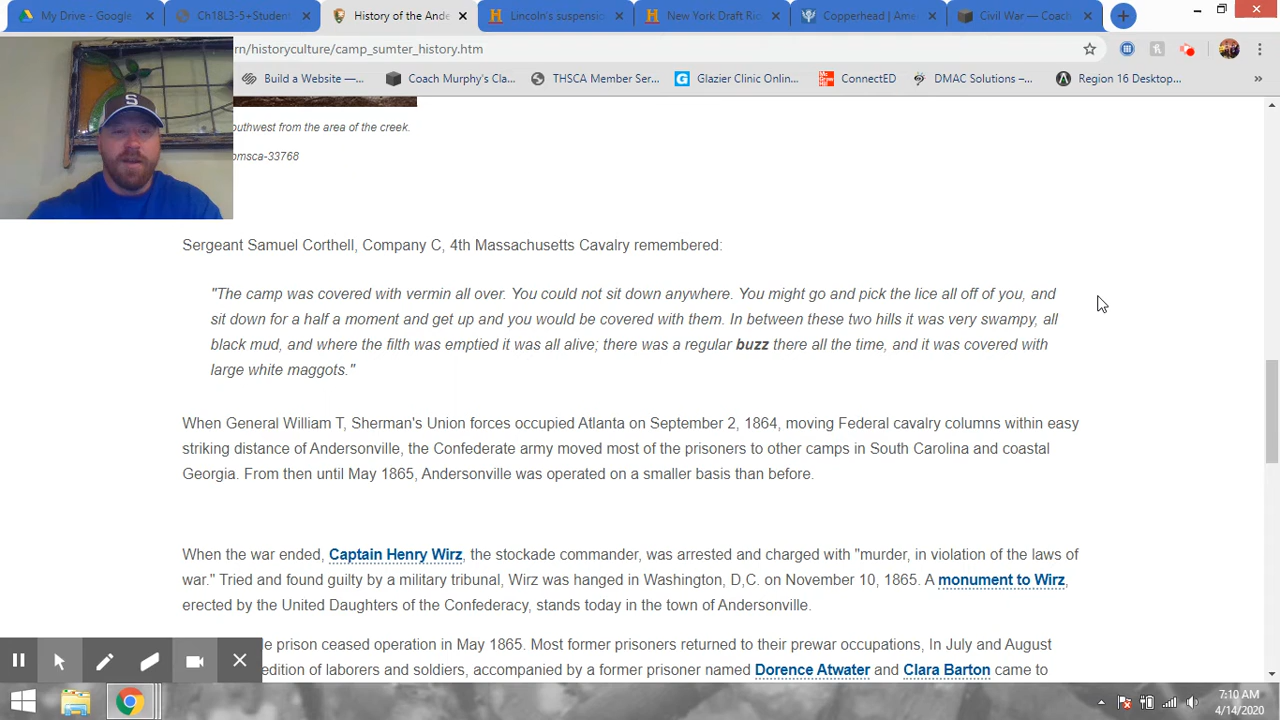 My Drive - Google
Ch18L3-5+Student
History of the Ande
Lincoln's suspensio
New York Draft Rio
Copperhead | Ame
Civil War — Coach
rn/historyculture/camp_sumter_history.htm
Build a Website —...
Coach Murphy's Cla...
THSCA Member Ser...
Glazier Clinic Onlin...
ConnectED
DMAC Solutions –...
Region 16 Desktop...
S
outhwest from the area of the creek.
omsca-33768
Sergeant Samuel Corthell, Company C, 4th Massachusetts Cavalry remembered:
"The camp was covered with vermin all over. You could not sit down anywhere. You might go and pick the lice all off of you, and
sit down for a half a moment and get up and you would be covered with them. In between these two hills it was very swampy, all
black mud, and where the filth was emptied it was all alive; there was a regular buzz there all the time, and it was covered with
large white maggots."
When General William T, Sherman's Union forces occupied Atlanta on September 2, 1864, moving Federal cavalry columns within easy
striking distance of Andersonville, the Confederate army moved most of the prisoners to other camps in South Carolina and coastal
Georgia. From then until May 1865, Andersonville was operated on a smaller basis than before.
When the war ended, Captain Henry Wirz, the stockade commander, was arrested and charged with "murder, in violation of the laws of
war." Tried and found guilty by a military tribunal, Wirz was hanged in Washington, D,C. on November 10, 1865. A monument to Wirz,
erected by the United Daughters of the Confederacy, stands today in the town of Andersonville.
e prison ceased operation in May 1865. Most former prisoners returned to their prewar occupations, In July and August
edition of laborers and soldiers, accompanied by a former prisoner named Dorence Atwater and Clara Barton came to
7:10 AM
4/14/2020